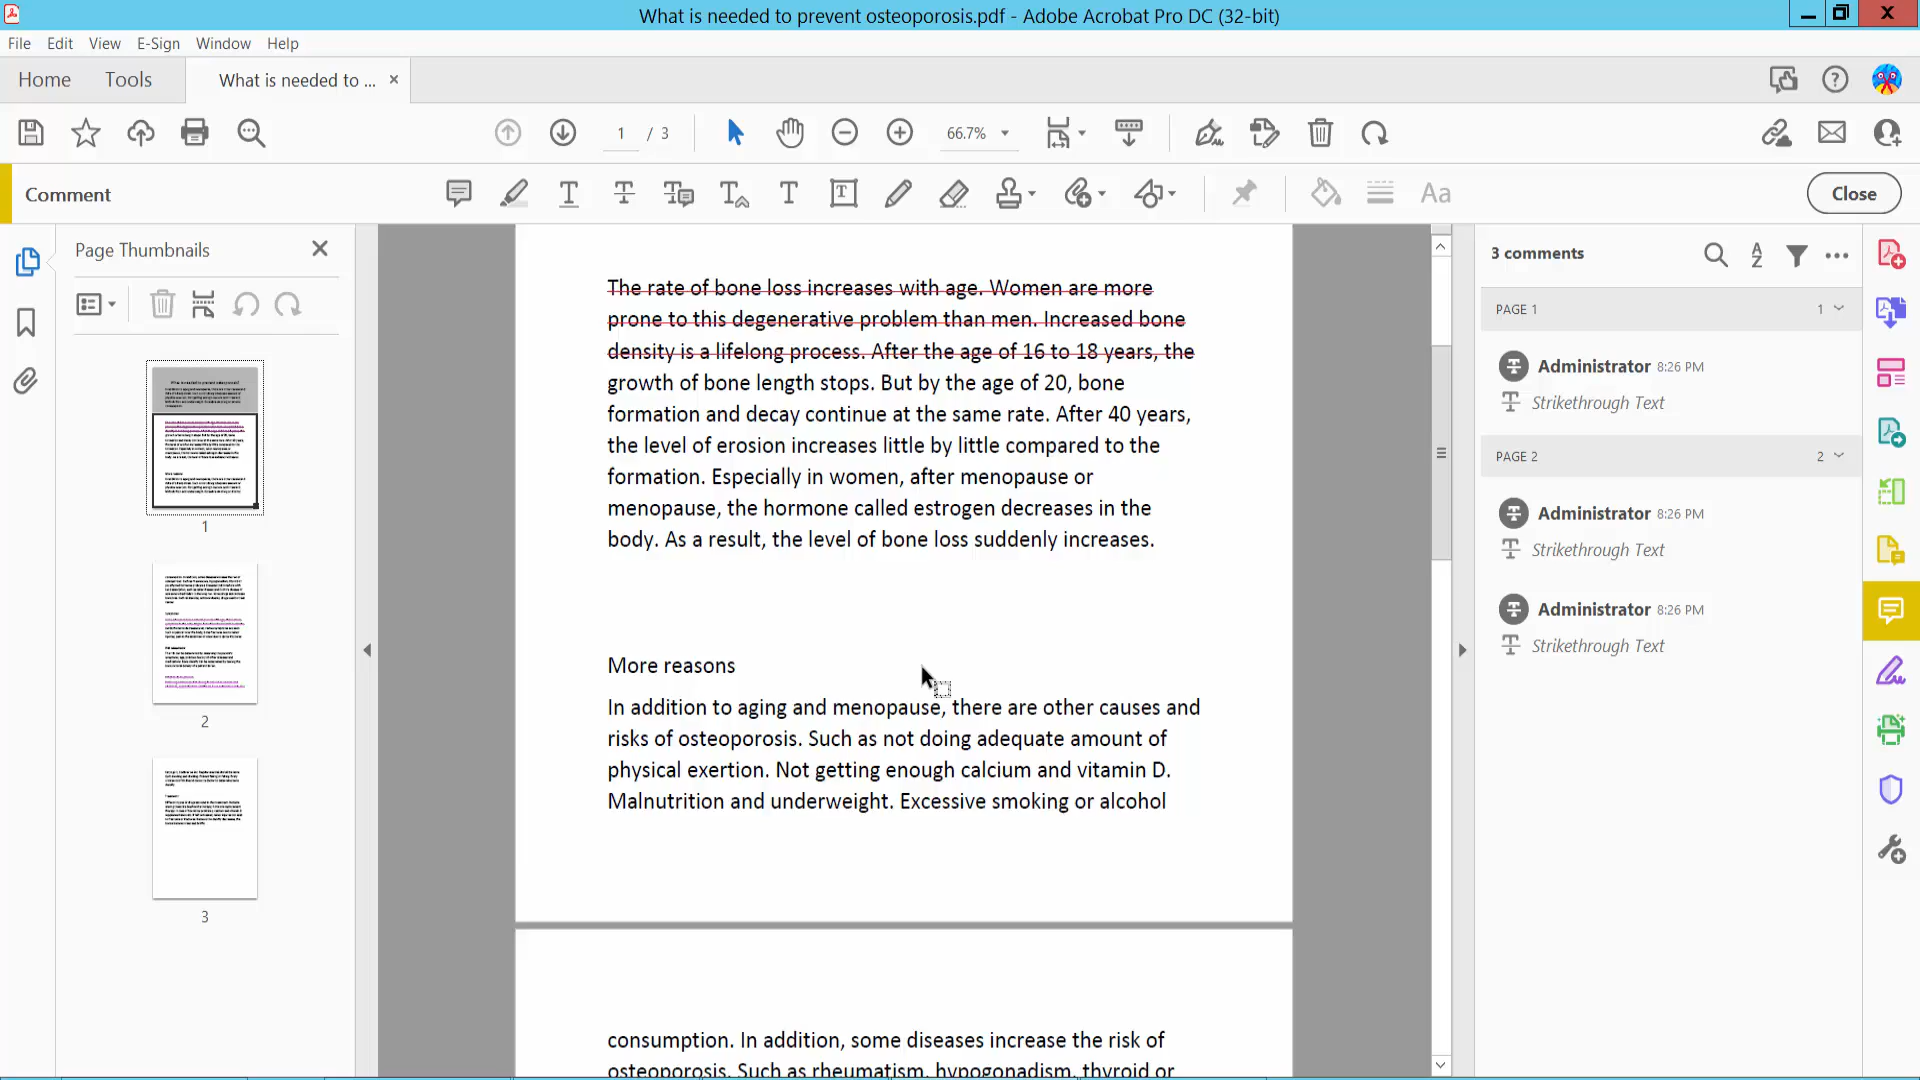 What is needed to prevent osteoporosis.pdf - Adobe Acrobat Pro DC (32-bit)
File Edit View E-Sign Window Help
Home Tools What is needed to ... ×
1 / 3 66.7%
Comment
Close
Page Thumbnails
1
2
3
The rate of bone loss increases with age. Women are more
prone to this degenerative problem than men. Increased bone
density is a lifelong process. After the age of 16 to 18 years, the
growth of bone length stops. But by the age of 20, bone
formation and decay continue at the same rate. After 40 years,
the level of erosion increases little by little compared to the
formation. Especially in women, after menopause or
menopause, the hormone called estrogen decreases in the
body. As a result, the level of bone loss suddenly increases.
More reasons
In addition to aging and menopause, there are other causes and
risks of osteoporosis. Such as not doing adequate amount of
physical exertion. Not getting enough calcium and vitamin D.
Malnutrition and underweight. Excessive smoking or alcohol
consumption. In addition, some diseases increase the risk of
osteoporosis. Such as rheumatism, hypogonadism, thyroid or
3 comments
PAGE 1 1
Administrator 8:26 PM
Strikethrough Text
PAGE 2 2
Administrator 8:26 PM
Strikethrough Text
Administrator 8:26 PM
Strikethrough Text